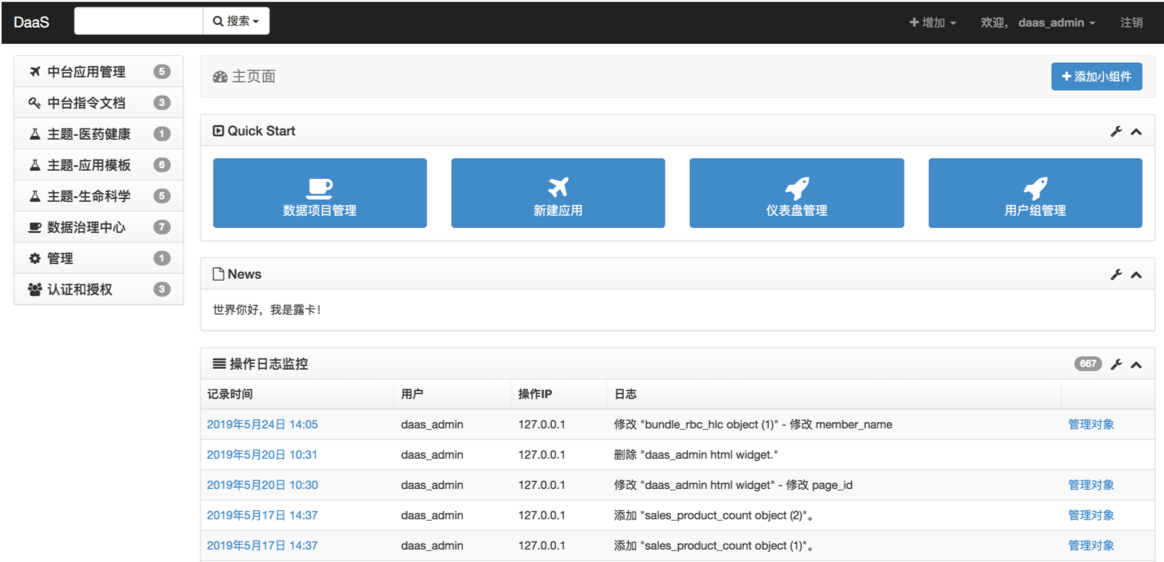 DaaS 搜索 增加 欢迎， daas_admin 注销
中台应用管理 5
中台指令文档 3
主题-医药健康 1
主题-应用模板 6
主题-生命科学 5
数据治理中心 7
管理 1
认证和授权 3
主页面 添加小组件
Quick Start
数据项目管理 新建应用 仪表盘管理 用户组管理
News
世界你好，我是露卡！
操作日志监控 667
记录时间 用户 操作IP 日志
2019年5月24日 14:05 daas_admin 127.0.0.1 修改 "bundle_rbc_hlc object (1)" - 修改 member_name 管理对象
2019年5月20日 10:31 daas_admin 127.0.0.1 删除 "daas_admin html widget."
2019年5月20日 10:30 daas_admin 127.0.0.1 修改 "daas_admin html widget" - 修改 page_id 管理对象
2019年5月17日 14:37 daas_admin 127.0.0.1 添加 "sales_product_count object (2)"。 管理对象
2019年5月17日 14:37 daas_admin 127.0.0.1 添加 "sales_product_count object (1)"。 管理对象